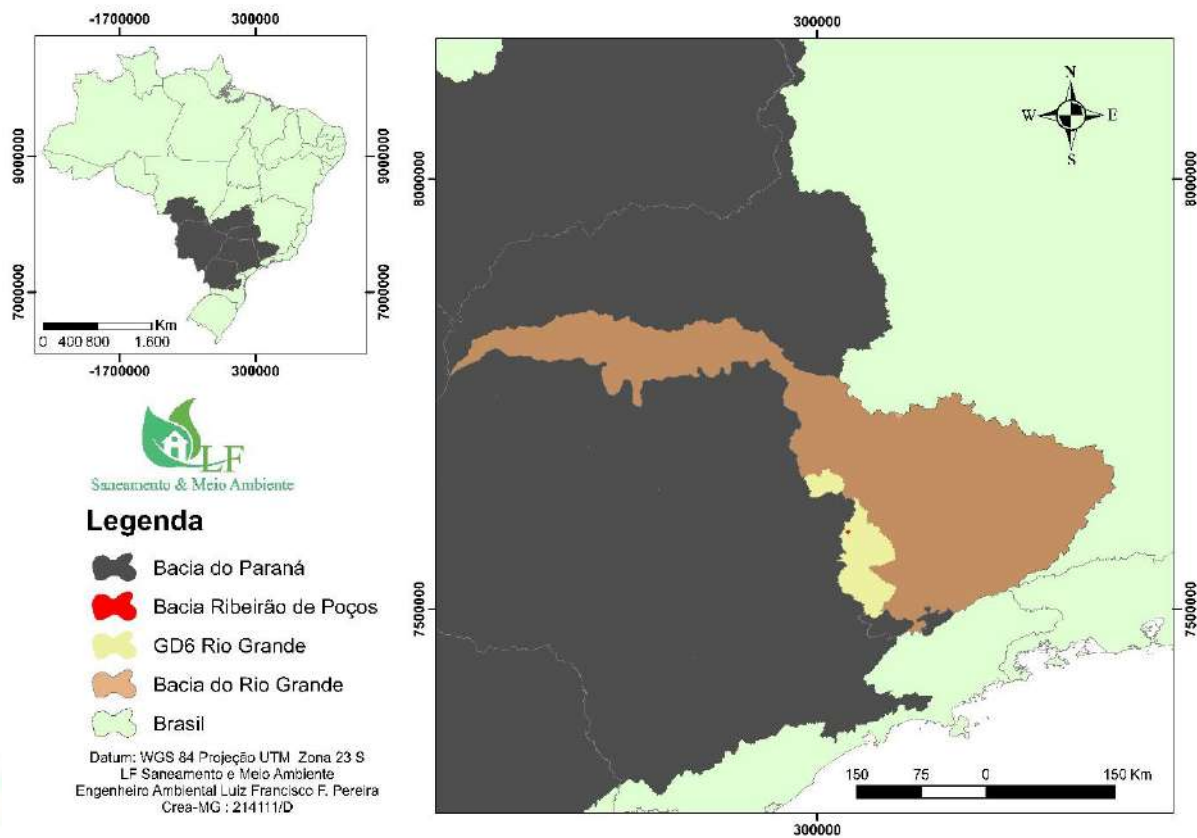 -1700000 300000
9000000
9000000
7000000
7000000
Km
0 400 800 1.600
-1700000 300000
LF
Saneamento & Meio Ambiente
Legenda
Bacia do Paraná
Bacia Ribeirão de Poços
GD6 Rio Grande
Bacia do Rio Grande
Brasil
Datum: WGS 84 Projeção UTM Zona 23 S
LF Saneamento e Meio Ambiente
Engenheiro Ambiental Luiz Francisco F. Pereira
Crea-MG : 214111/D
300000
N
W E
S
8000000
8000000
7500000
7500000
150 75 0 150 Km
300000